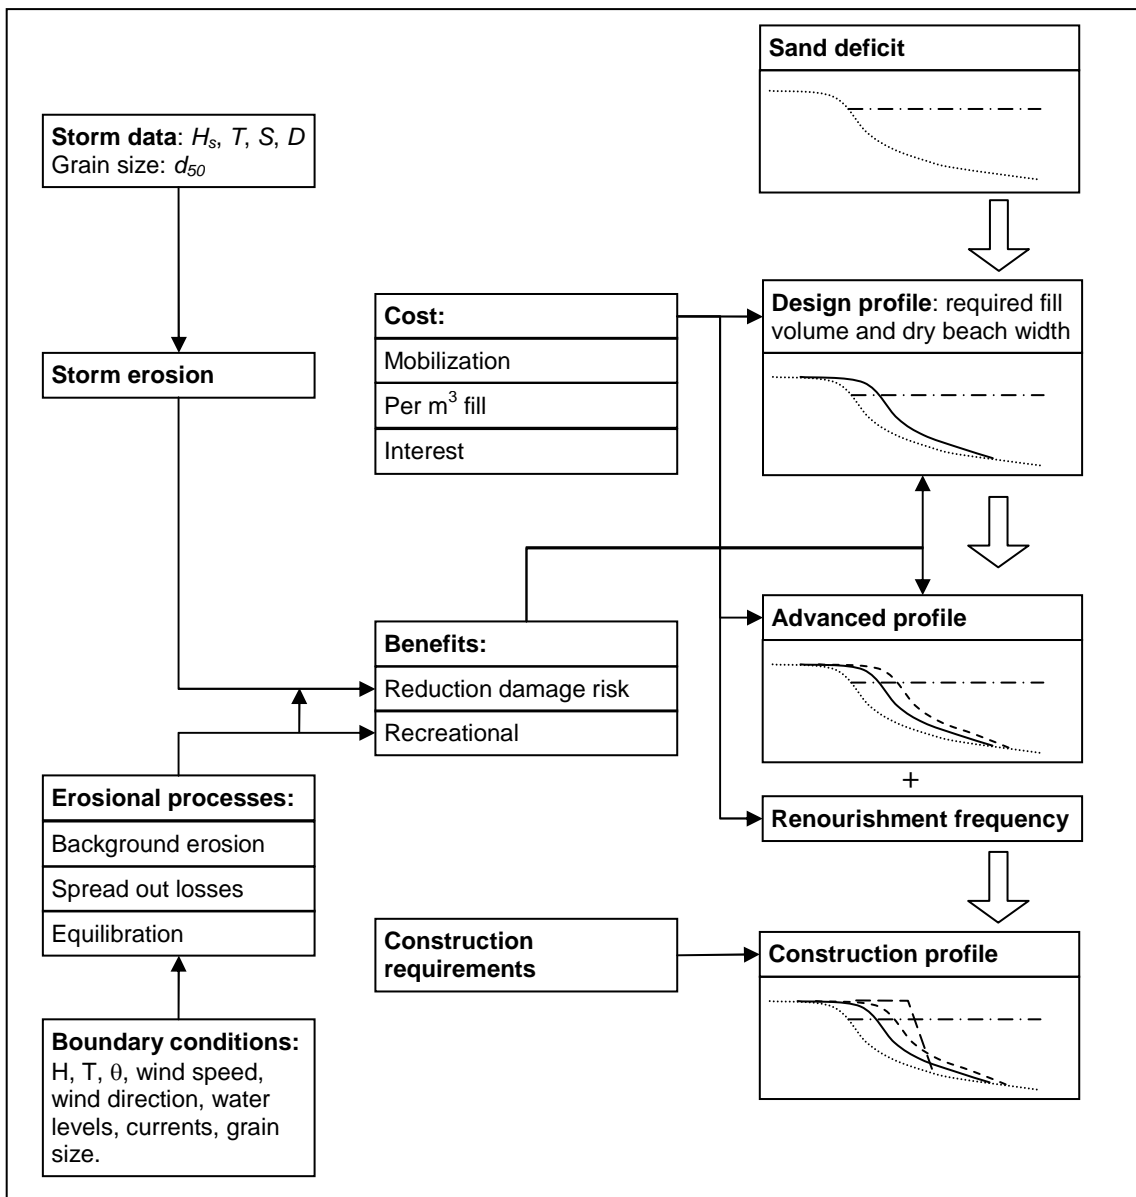 Sand deficit
Storm data: Hs, T, S, D
Grain size: d50
Design profile: required fill
volume and dry beach width
Cost:
Mobilization
Per m³ fill
Interest
Storm erosion
Advanced profile
Benefits:
Reduction damage risk
Recreational
+
Renourishment frequency
Erosional processes:
Background erosion
Spread out losses
Equilibration
Construction
requirements
Construction profile
Boundary conditions:
H, T, θ, wind speed,
wind direction, water
levels, currents, grain
size.